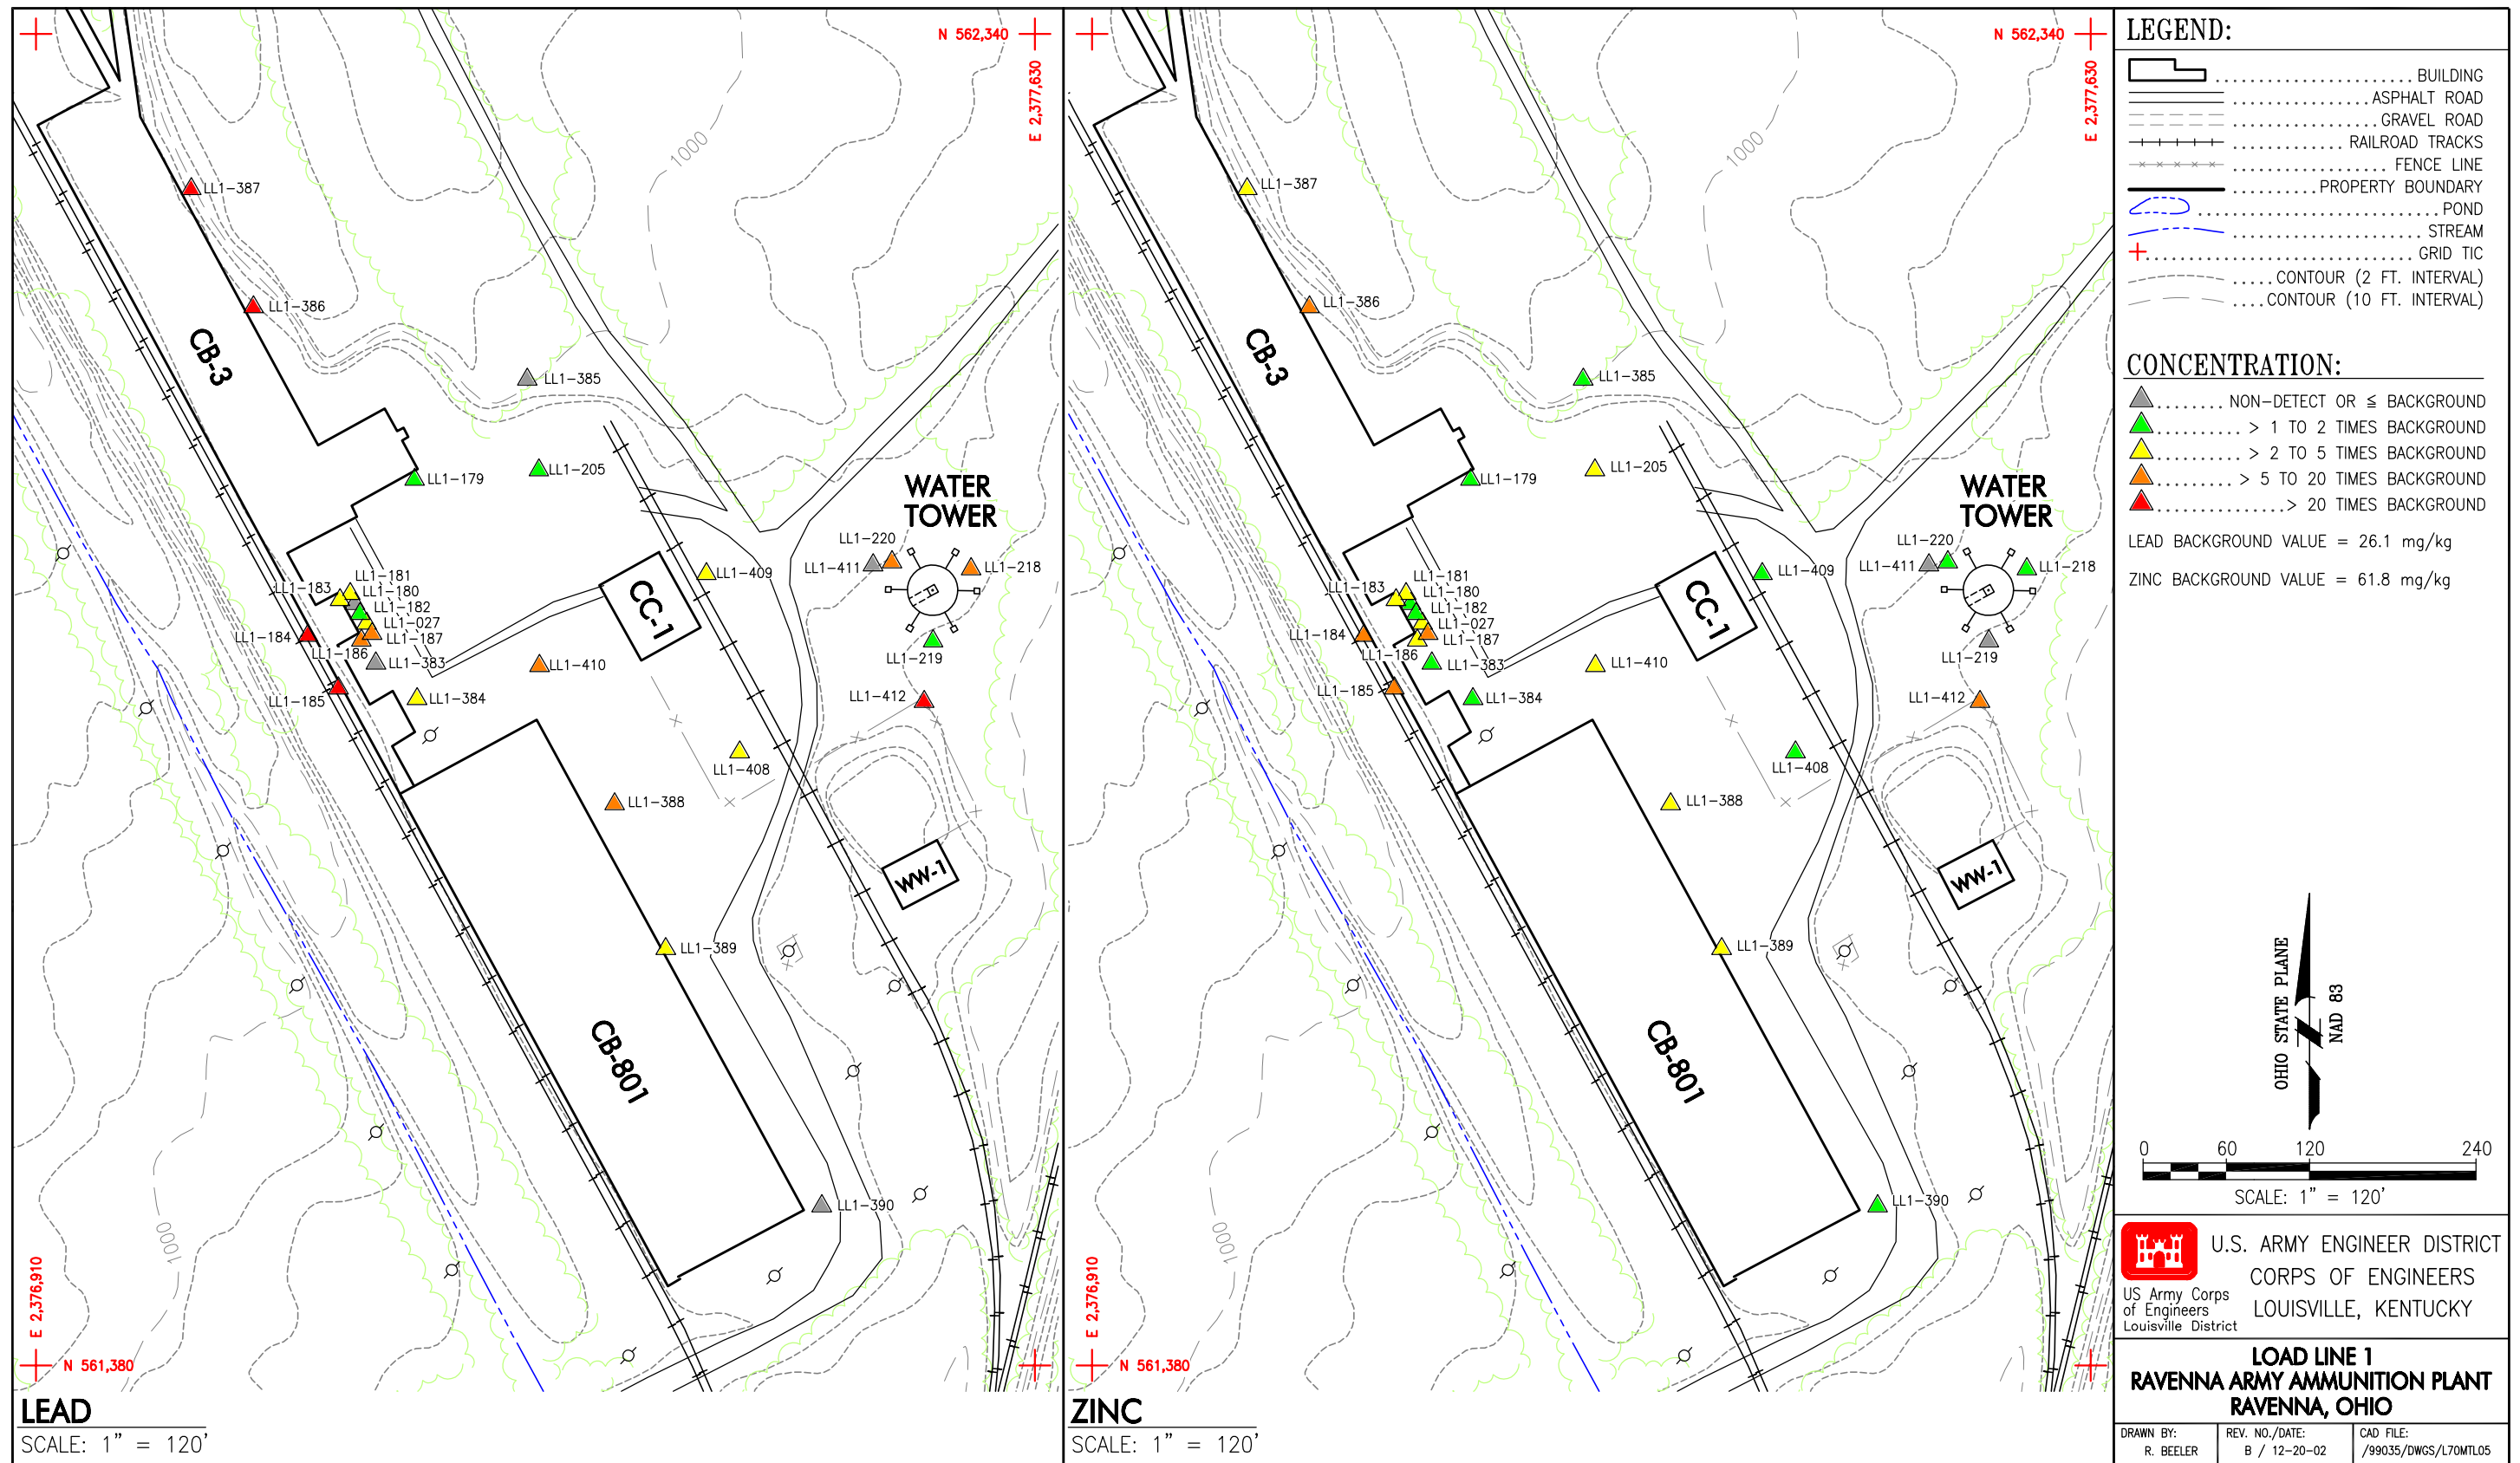 N 562,340
E 2,377,630
1000
LL1-387
LL1-386
CB-3
LL1-385
LL1-179
LL1-205
WATER
TOWER
LL1-220
LL1-411
LL1-218
LL1-409
LL1-181
LL1-183
LL1-180
LL1-182
LL1-027
LL1-184
LL1-187
LL1-186
LL1-383
CC-1
LL1-219
LL1-410
LL1-185
LL1-384
LL1-412
LL1-408
LL1-388
WW-1
LL1-389
CB-801
LL1-390
1000
E 2,376,910
N 561,380
LEAD
SCALE: 1" = 120'
N 562,340
E 2,377,630
1000
LL1-387
LL1-386
CB-3
LL1-385
LL1-179
LL1-205
WATER
TOWER
LL1-220
LL1-411
LL1-218
LL1-409
LL1-181
LL1-183
LL1-180
LL1-182
LL1-027
LL1-184
LL1-187
LL1-186
LL1-383
CC-1
LL1-219
LL1-410
LL1-185
LL1-384
LL1-412
LL1-408
LL1-388
WW-1
LL1-389
CB-801
LL1-390
1000
E 2,376,910
N 561,380
ZINC
SCALE: 1" = 120'
LEGEND:
BUILDING
ASPHALT ROAD
GRAVEL ROAD
RAILROAD TRACKS
FENCE LINE
PROPERTY BOUNDARY
POND
STREAM
GRID TIC
CONTOUR (2 FT. INTERVAL)
CONTOUR (10 FT. INTERVAL)
CONCENTRATION:
NON-DETECT OR ≤ BACKGROUND
> 1 TO 2 TIMES BACKGROUND
> 2 TO 5 TIMES BACKGROUND
> 5 TO 20 TIMES BACKGROUND
> 20 TIMES BACKGROUND
LEAD BACKGROUND VALUE = 26.1 mg/kg
ZINC BACKGROUND VALUE = 61.8 mg/kg
OHIO STATE PLANE
NAD 83
0 60 120 240
SCALE: 1" = 120'
U.S. ARMY ENGINEER DISTRICT
CORPS OF ENGINEERS
LOUISVILLE, KENTUCKY
US Army Corps
of Engineers
Louisville District
LOAD LINE 1
RAVENNA ARMY AMMUNITION PLANT
RAVENNA, OHIO
DRAWN BY:
R. BEELER
REV. NO./DATE:
B / 12-20-02
CAD FILE:
/99035/DWGS/L70MTL05